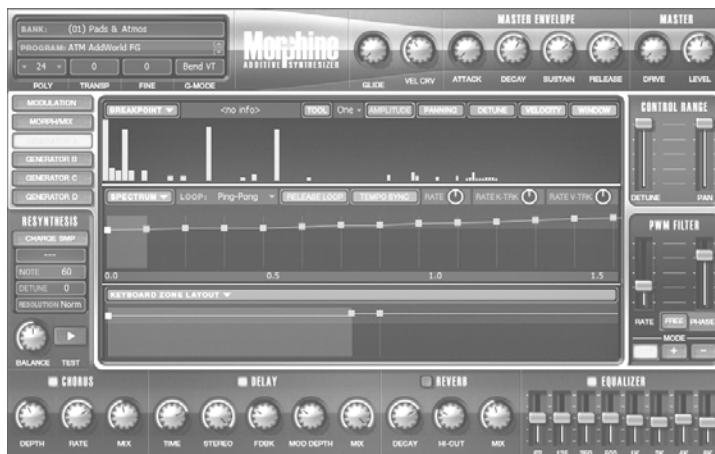 BANK: (01) Pads & Atmos
PROGRAM: ATM AddWorld FG
24 0 0 Bend VT
POLY TRANSP FINE G-MODE
Morphine
ADDITIVE SYNTHESIZER
MASTER ENVELOPE
MASTER
GLIDE VEL CRV ATTACK DECAY SUSTAIN RELEASE DRIVE LEVEL
MODULATION
MORPH/MIX
GENERATOR B
GENERATOR C
GENERATOR D
RESYNTHESIS
CHARGE SMP
---
NOTE 60
DETUNE 0
RESOLUTION Norm
BALANCE TEST
BREAKPOINT <no info> TOOL One AMPLITUDE PANNING DETUNE VELOCITY WINDOW
SPECTRUM LOOP: Ping-Pong RELEASE LOOP TEMPO SYNC RATE RATE K-TRK RATE V-TRK
0.0 0.5 1.0 1.5
KEYBOARD ZONE LAYOUT
CONTROL RANGE
DETUNE PAN
PWM FILTER
RATE FREE PHASE
MODE
+ -
CHORUS
DEPTH RATE MIX
DELAY
TIME STEREO FDBK MOD DEPTH MIX
REVERB
DECAY HI-CUT MIX
EQUALIZER